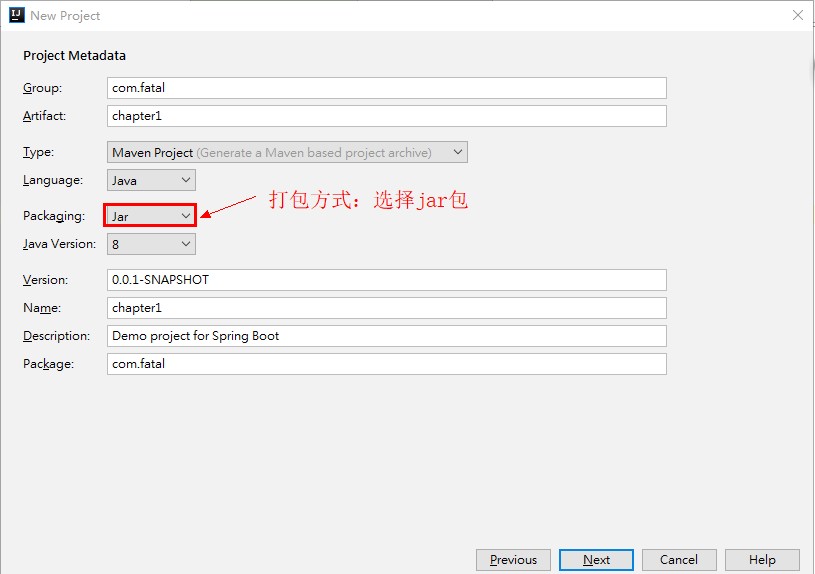 New Project
Project Metadata
Group: com.fatal
Artifact: chapter1
Type: Maven Project (Generate a Maven based project archive)
Language: Java
Packaging: Jar
打包方式：选择jar包
Java Version: 8
Version: 0.0.1-SNAPSHOT
Name: chapter1
Description: Demo project for Spring Boot
Package: com.fatal
Previous Next Cancel Help